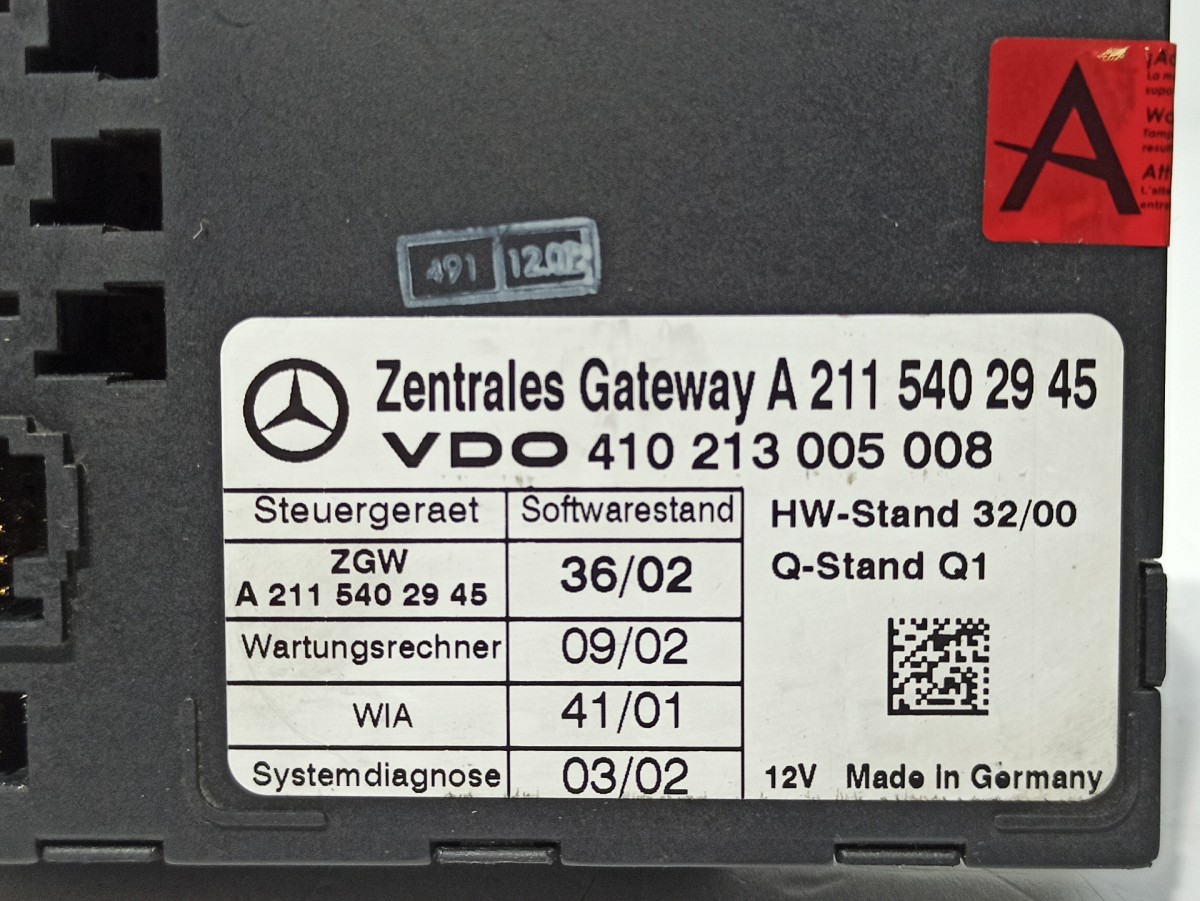 A
491
Zentrales Gateway A 211 540 29 45
VDO 410 213 005 008
Steuergeraet Softwarestand
HW-Stand 32/00
ZGW
A 211 540 29 45
36/02
Q-Stand Q1
Wartungsrechner 09/02
WIA 41/01
Systemdiagnose 03/02
12V Made in Germany